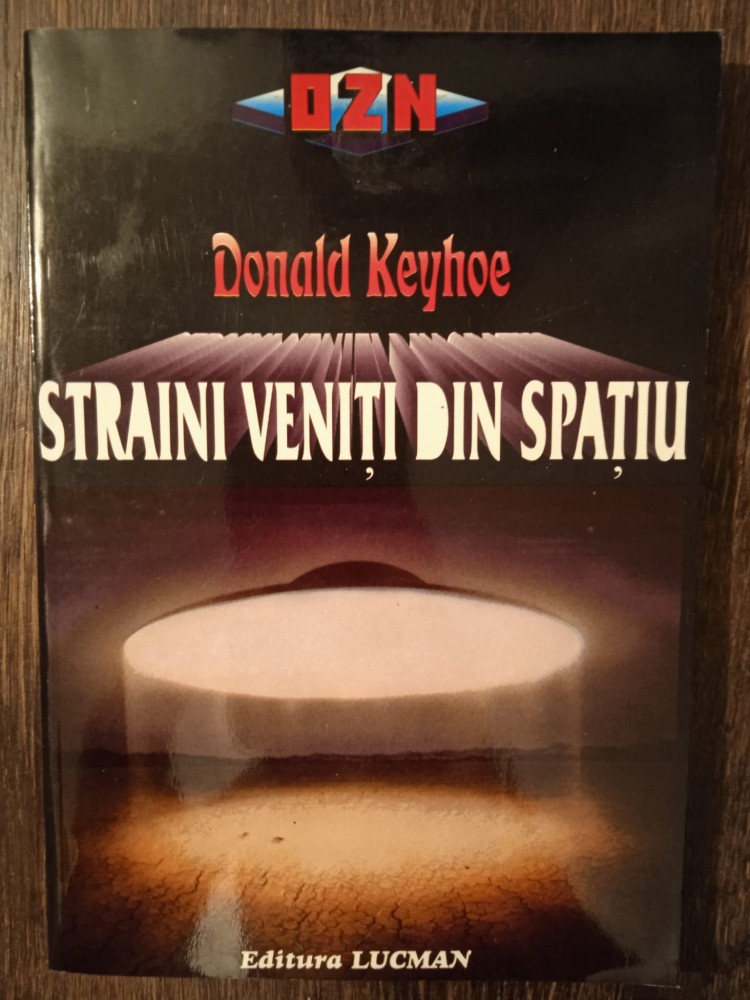 OZN
Donald Keyhoe
STRAINI VENIȚI DIN SPAȚIU
Editura LUCMAN